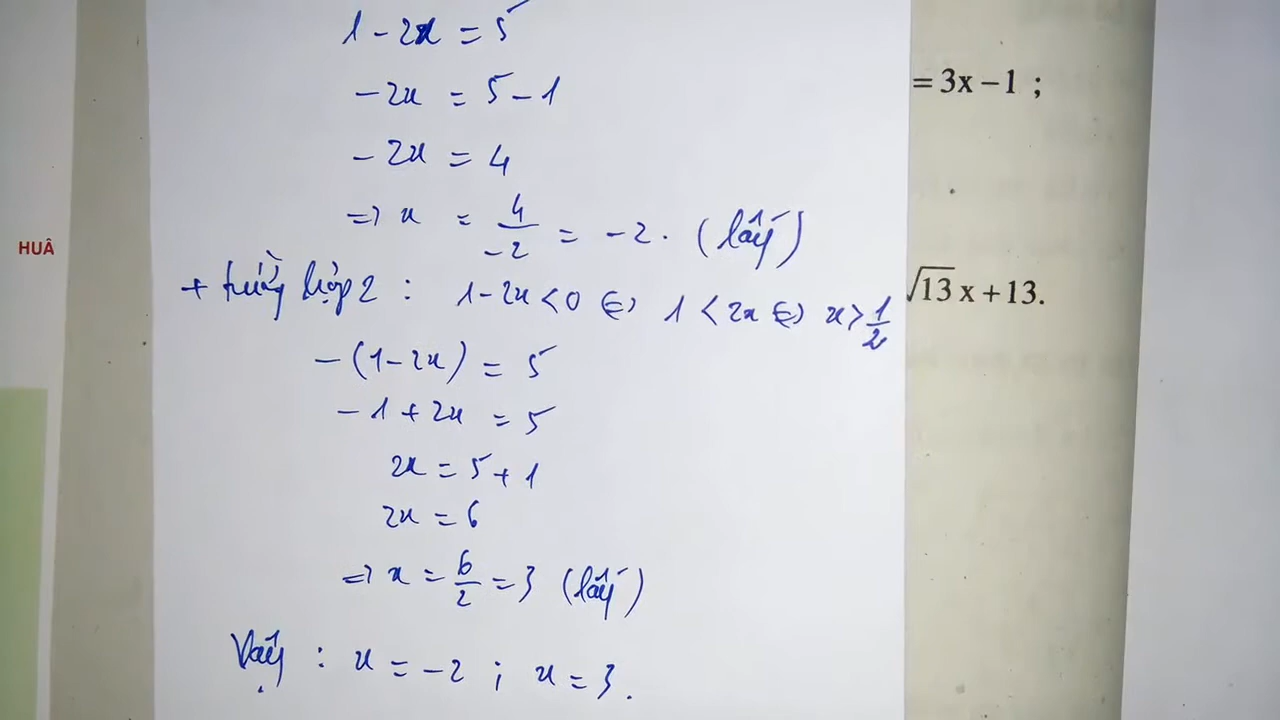 1 - 2x = 5
- 2x = 5 - 1
= 3x – 1 ;
- 2x = 4
=> x = 4/-2 = -2. (lấy)
HUÂ
+ trường hợp 2 : 1 - 2x < 0 <=> 1 < 2x <=> x > 1/2
√13 x + 13.
- (1 - 2x) = 5
- 1 + 2x = 5
2x = 5 + 1
2x = 6
=> x = 6/2 = 3 (lấy)
Vậy : x = -2 ; x = 3.